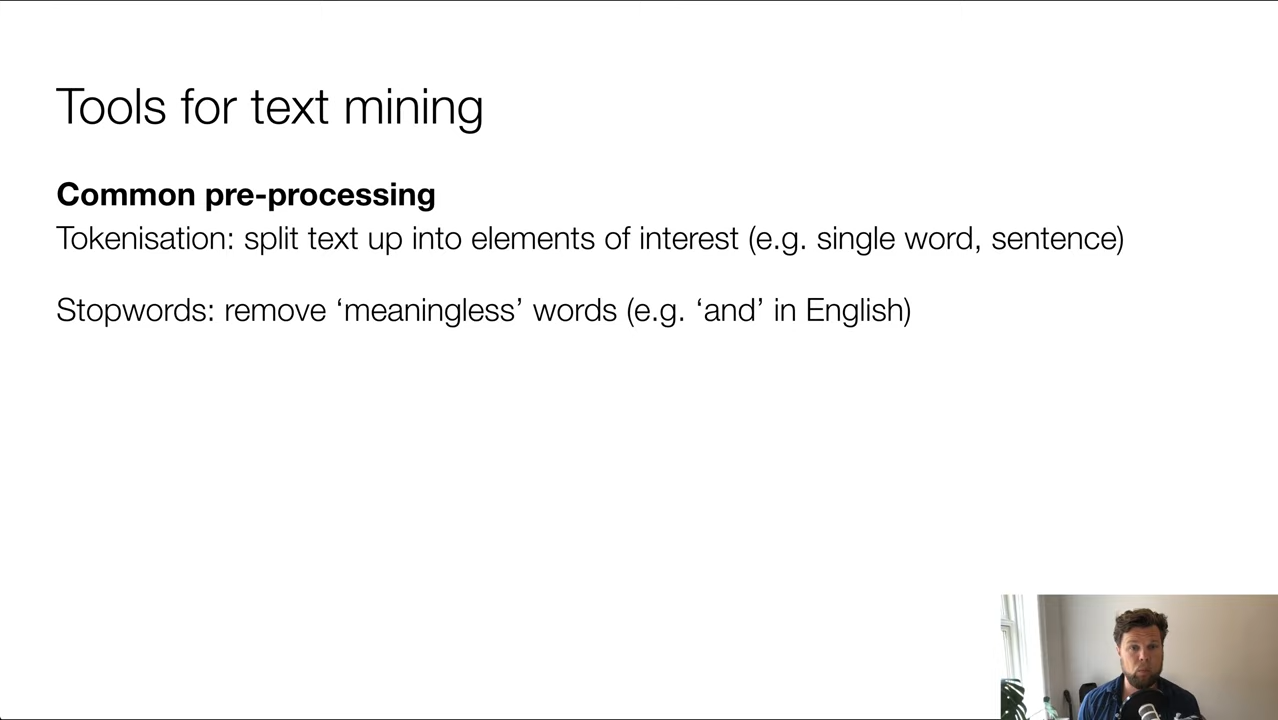 Tools for text mining
Common pre-processing
Tokenisation: split text up into elements of interest (e.g. single word, sentence)
Stopwords: remove ‘meaningless’ words (e.g. ‘and’ in English)